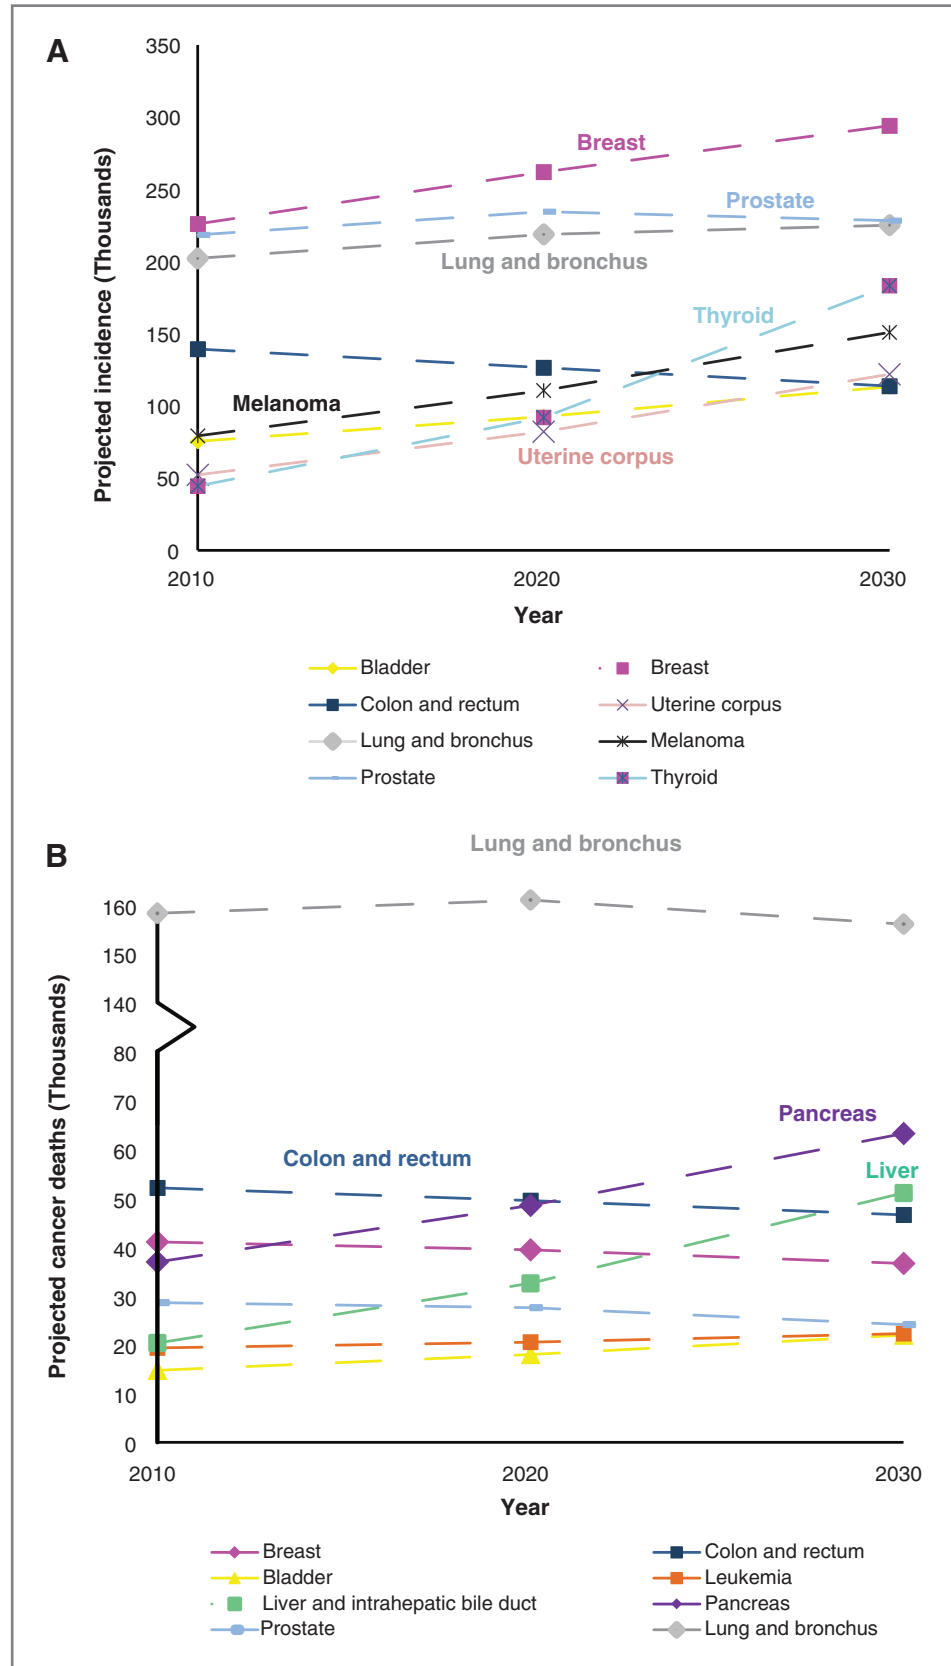 A
350
300
250
200
150
100
50
0
Projected incidence (Thousands)
Breast
Prostate
Lung and bronchus
Thyroid
Melanoma
Uterine corpus
2010 2020 2030
Year
Bladder Breast
Colon and rectum Uterine corpus
Lung and bronchus Melanoma
Prostate Thyroid
B
Lung and bronchus
160
150
140
80
70
60
50
40
30
20
10
0
Projected cancer deaths (Thousands)
Pancreas
Colon and rectum
Liver
2010 2020 2030
Year
Breast Colon and rectum
Bladder Leukemia
Liver and intrahepatic bile duct Pancreas
Prostate Lung and bronchus